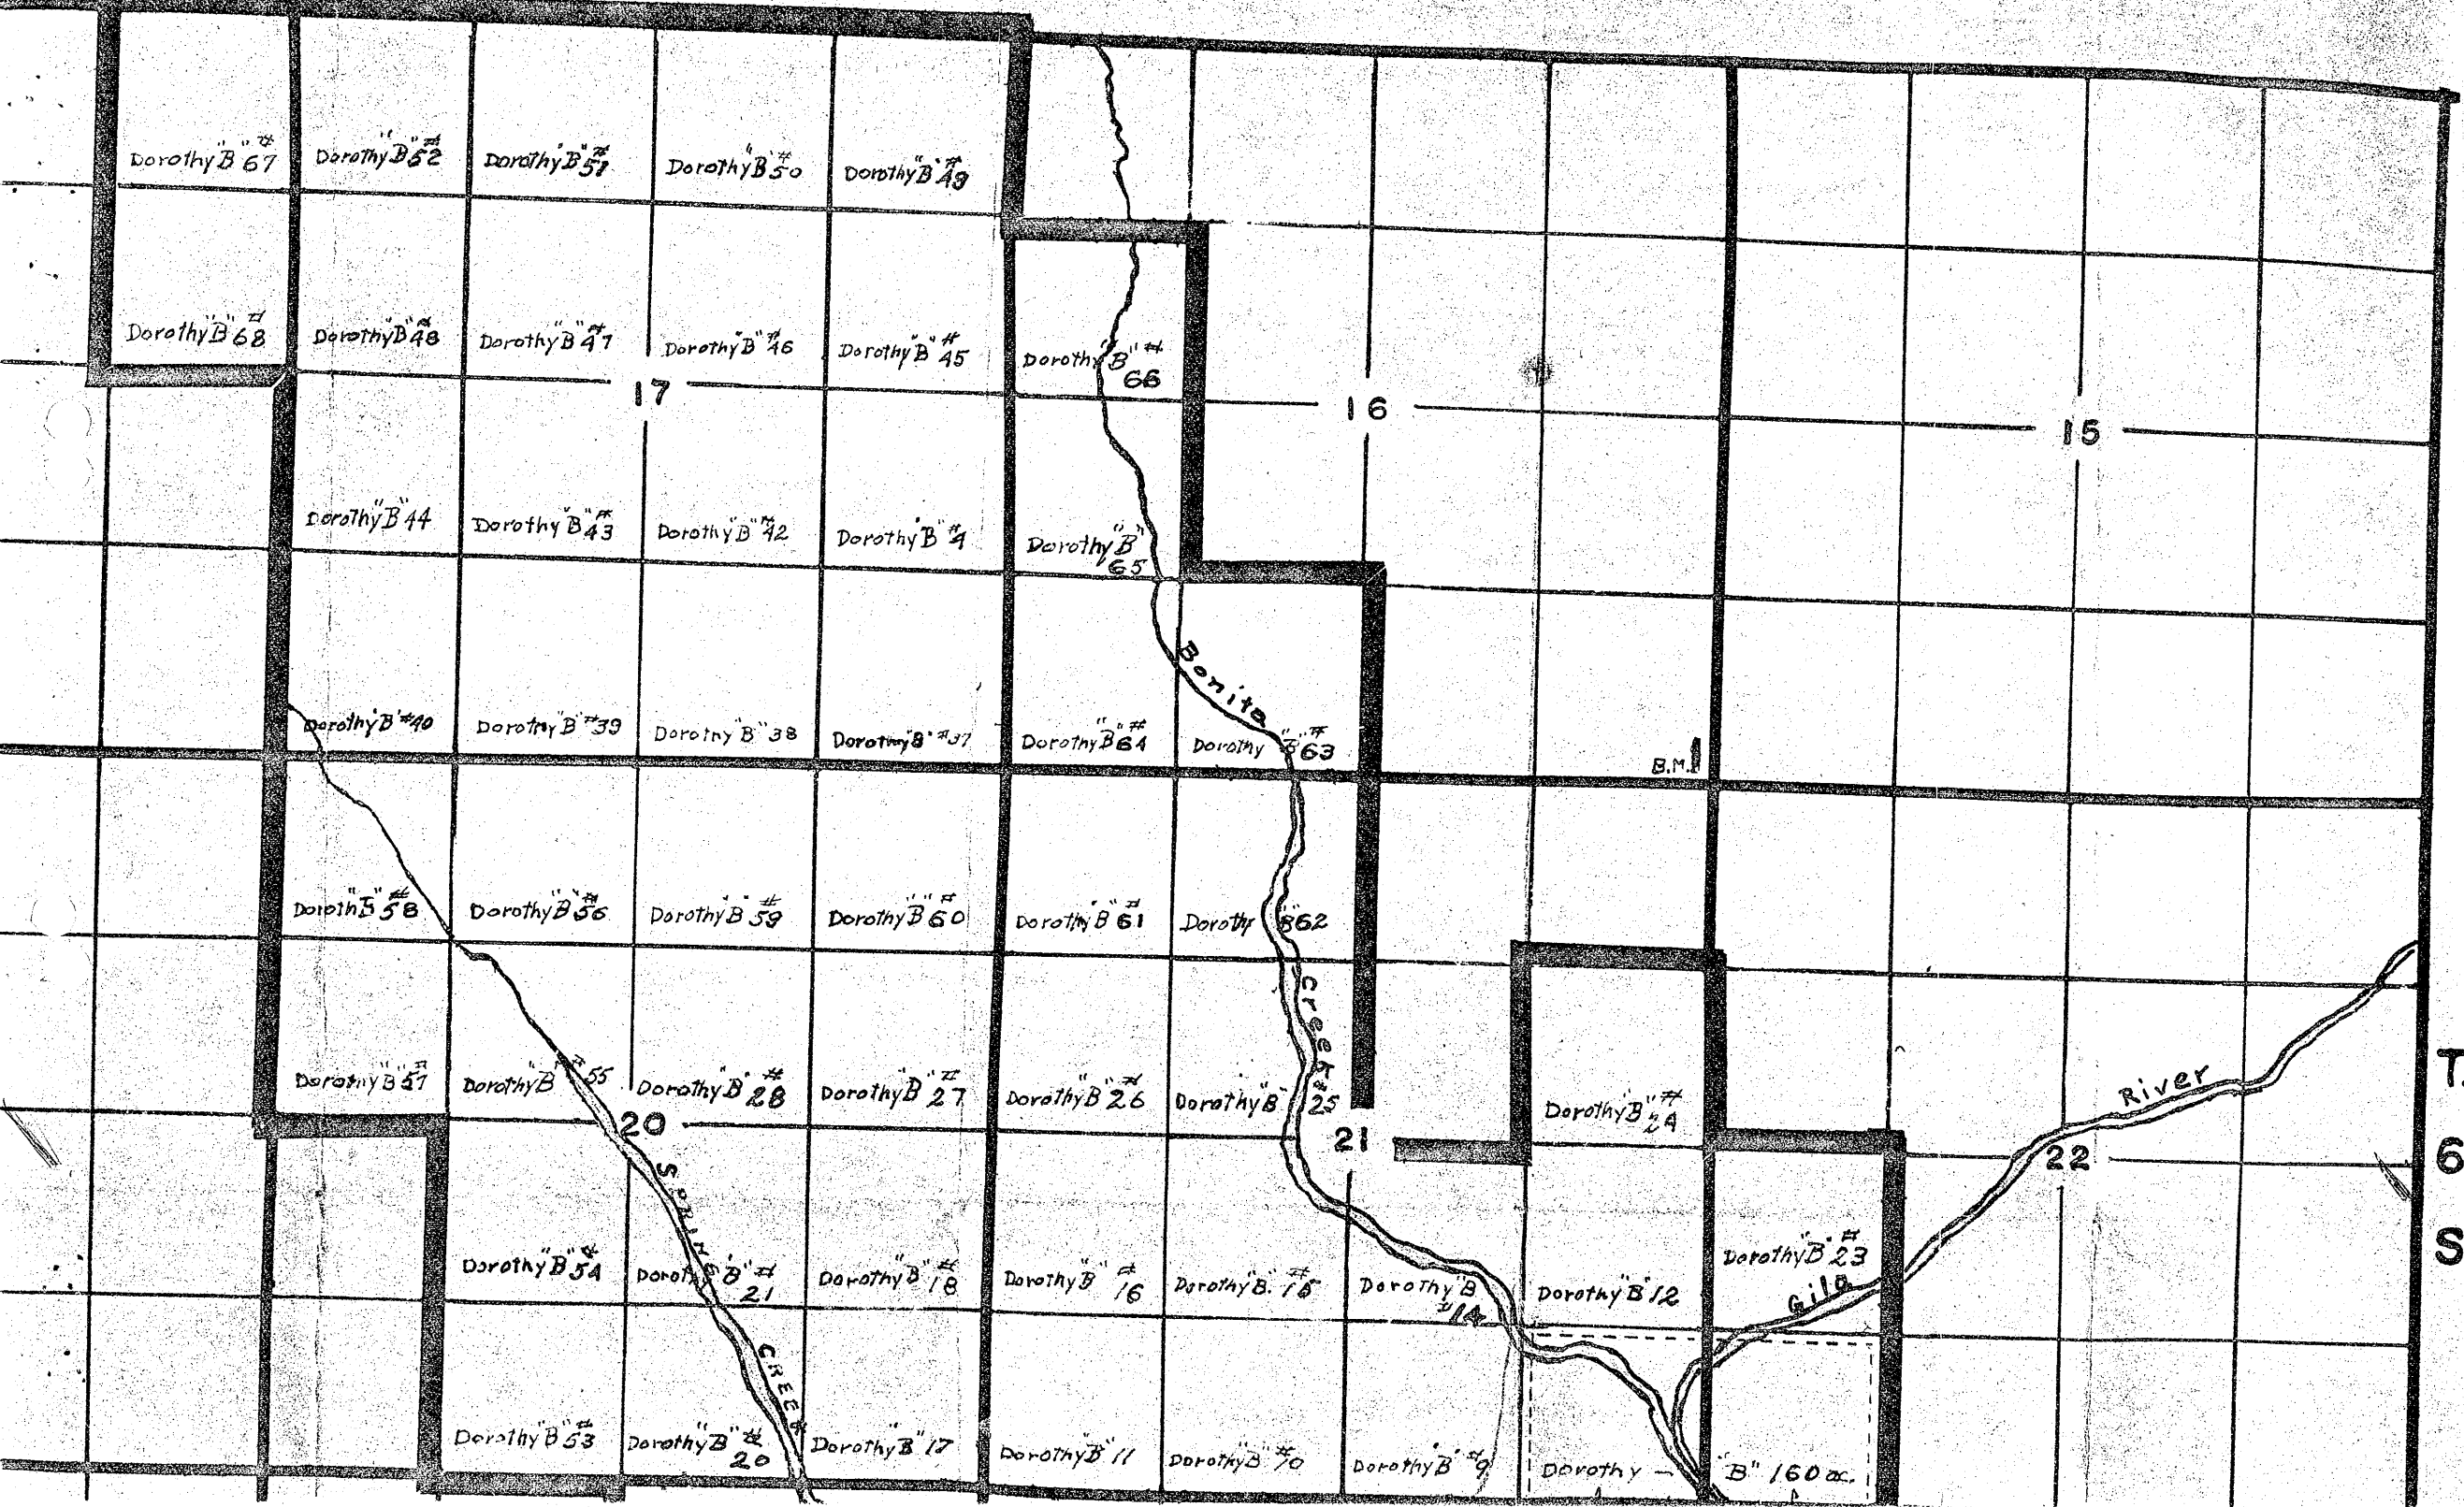 Dorothy "B" #67
Dorothy "B" #52
Dorothy "B" #51
Dorothy "B" #50
Dorothy "B" #49
Dorothy "B" #68
Dorothy "B" #48
Dorothy "B" #47
Dorothy "B" #46
Dorothy "B" #45
Dorothy "B" #
66
17
16
15
Dorothy "B" 44
Dorothy "B" #43
Dorothy "B" #42
Dorothy "B" #4
Dorothy "B"
65
Bonita
Dorothy "B" #40
Dorothy "B" #39
Dorothy "B" 38
Dorothy "B" #37
Dorothy "B" #64
Dorothy "B" #63
B.M.
Doroth "B" #58
Dorothy "B" #56
Dorothy "B" #59
Dorothy "B" #60
Dorothy "B" #61
Dorothy "B" 62
Creek
Dorothy "B" #57
Dorothy "B" #55
Dorothy "B" #28
Dorothy "B" #27
Dorothy "B" #26
Dorothy "B" #25
Dorothy "B" #
24
River
T.
20
21
22
6
SPRING
Dorothy "B" #54
Dorothy "B" #
21
Dorothy "B" #
18
Dorothy "B" #
16
Dorothy "B" #15
Dorothy "B
#14
Dorothy "B" 12
Dorothy "B" #23
Gila
S
CREEK
Dorothy "B" #53
Dorothy "B" #
20
Dorothy "B" #17
Dorothy "B" 11
Dorothy "B" #10
Dorothy "B" #9
Dorothy — "B" 160 ac.